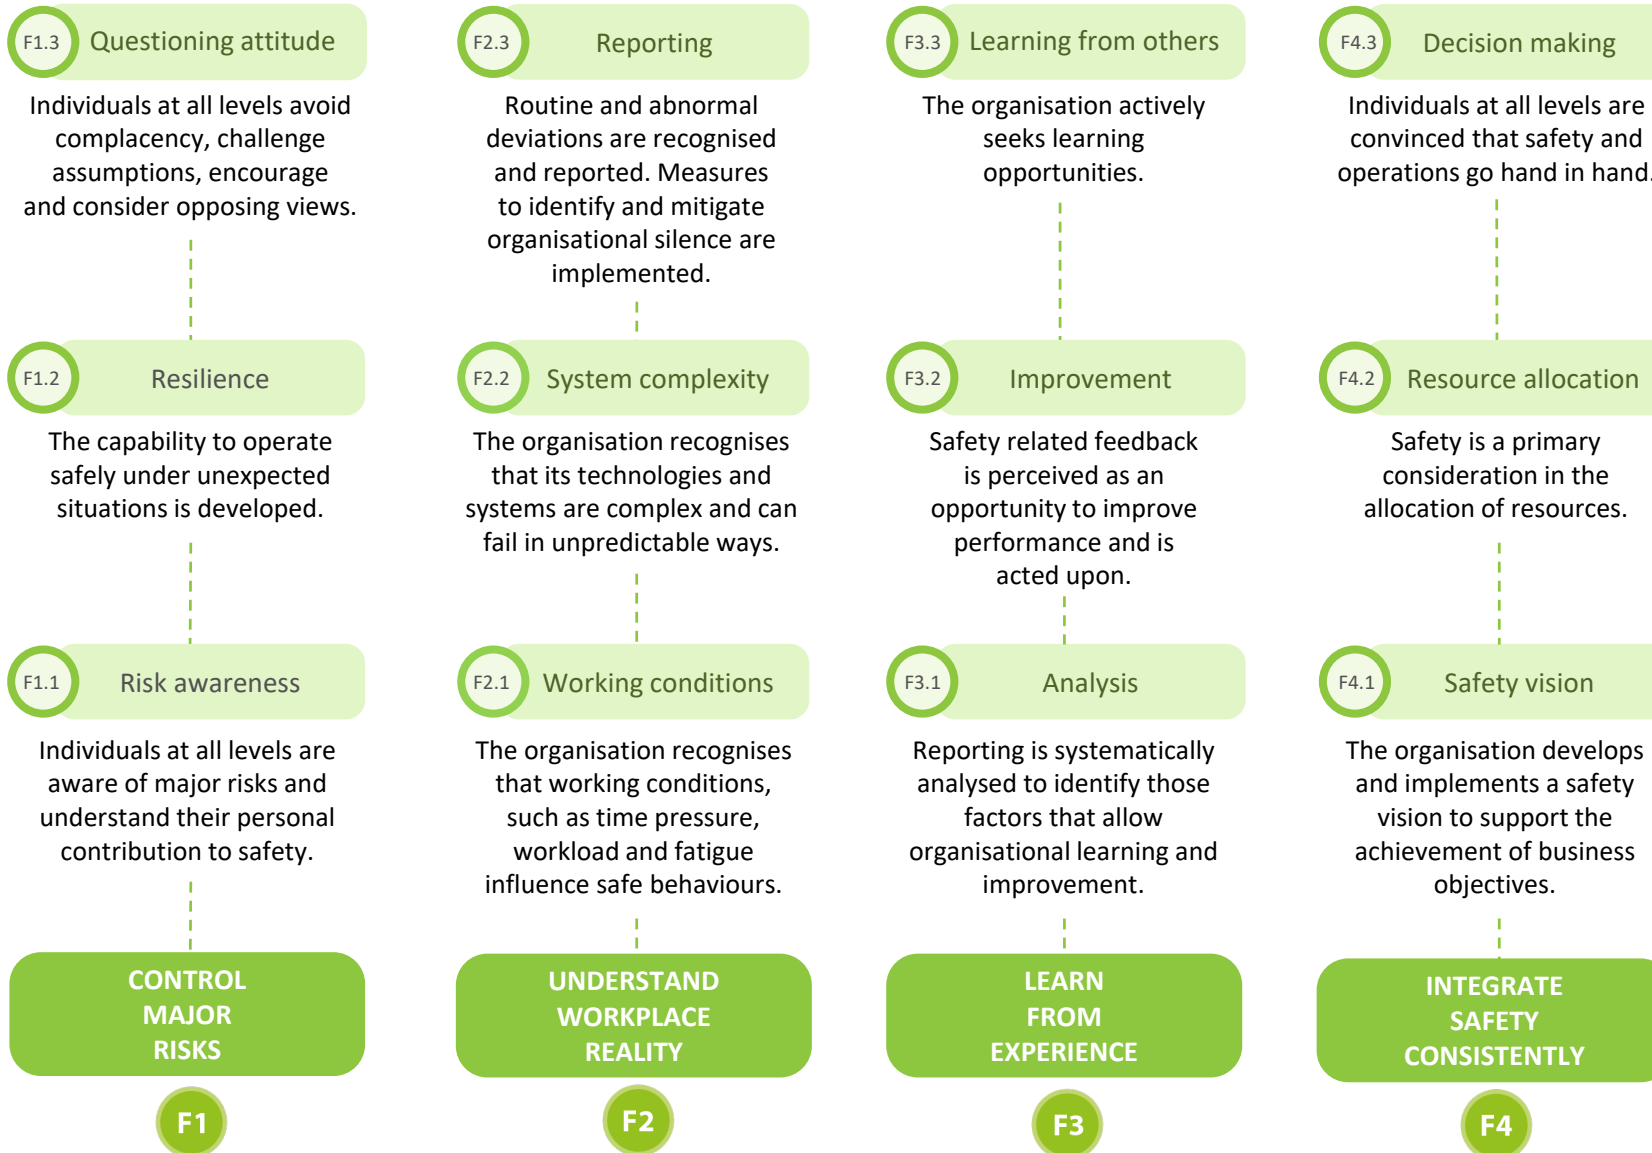 F1.3
Questioning attitude
Individuals at all levels avoid
complacency, challenge
assumptions, encourage
and consider opposing views.
F1.2
Resilience
The capability to operate
safely under unexpected
situations is developed.
F1.1
Risk awareness
Individuals at all levels are
aware of major risks and
understand their personal
contribution to safety.
CONTROL
MAJOR
RISKS
F1
F2.3
Reporting
Routine and abnormal
deviations are recognised
and reported. Measures
to identify and mitigate
organisational silence are
implemented.
F2.2
System complexity
The organisation recognises
that its technologies and
systems are complex and can
fail in unpredictable ways.
F2.1
Working conditions
The organisation recognises
that working conditions,
such as time pressure,
workload and fatigue
influence safe behaviours.
UNDERSTAND
WORKPLACE
REALITY
F2
F3.3
Learning from others
The organisation actively
seeks learning
opportunities.
F3.2
Improvement
Safety related feedback
is perceived as an
opportunity to improve
performance and is
acted upon.
F3.1
Analysis
Reporting is systematically
analysed to identify those
factors that allow
organisational learning and
improvement.
LEARN
FROM
EXPERIENCE
F3
F4.3
Decision making
Individuals at all levels are
convinced that safety and
operations go hand in hand.
F4.2
Resource allocation
Safety is a primary
consideration in the
allocation of resources.
F4.1
Safety vision
The organisation develops
and implements a safety
vision to support the
achievement of business
objectives.
INTEGRATE
SAFETY
CONSISTENTLY
F4